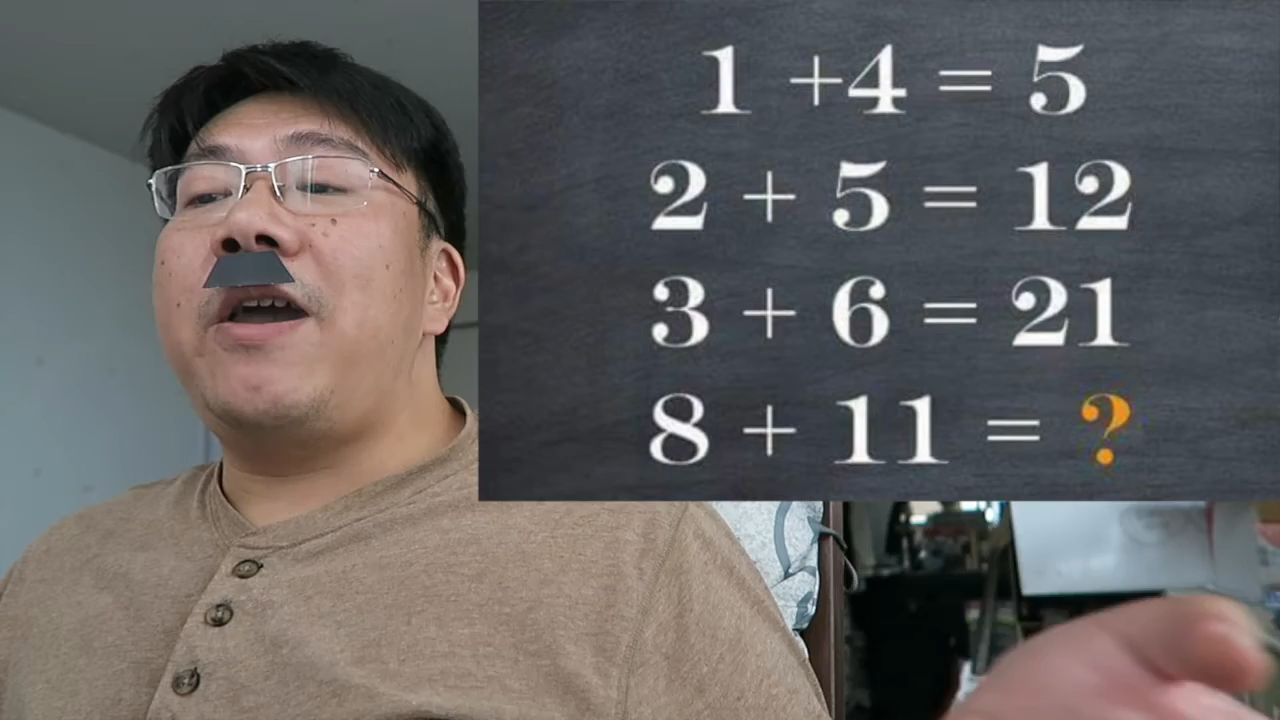 1 +4 = 5
2 + 5 = 12
3 + 6 = 21
8 + 11 = ?